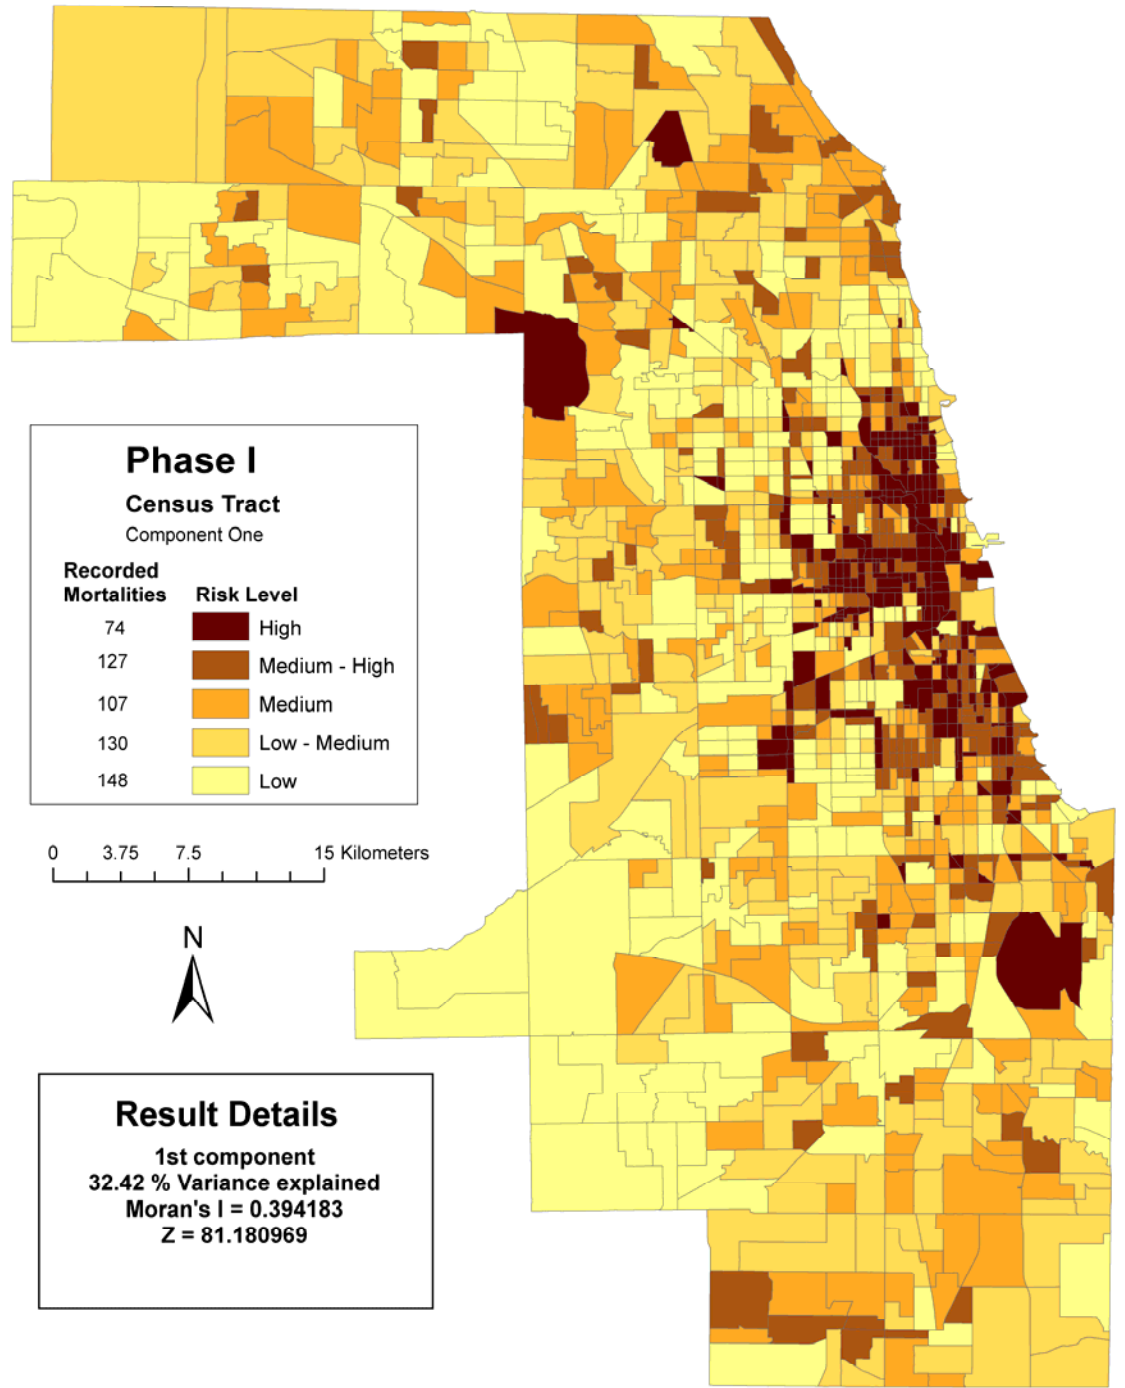 Phase I
Census Tract
Component One
Recorded
Mortalities Risk Level
74 High
127 Medium - High
107 Medium
130 Low - Medium
148 Low
0 3.75 7.5 15 Kilometers
N
Result Details
1st component
32.42 % Variance explained
Moran's I = 0.394183
Z = 81.180969